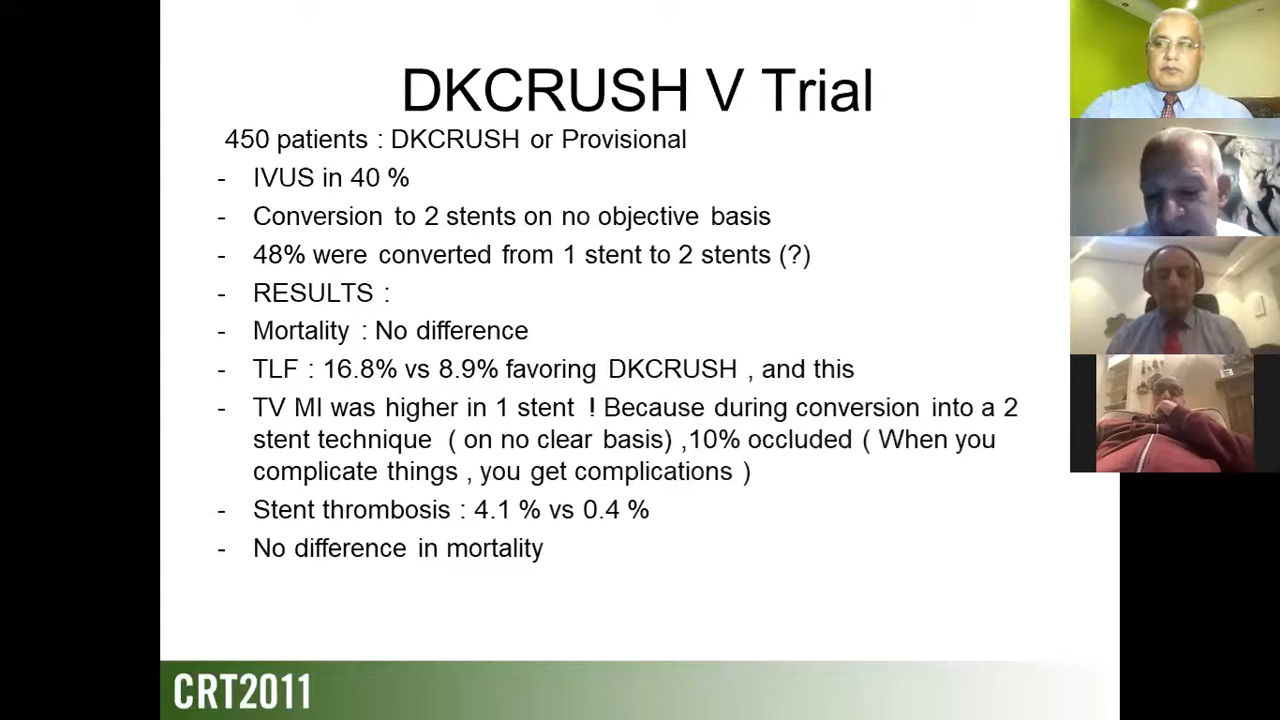 DKCRUSH V Trial
450 patients : DKCRUSH or Provisional
- IVUS in 40 %
- Conversion to 2 stents on no objective basis
- 48% were converted from 1 stent to 2 stents (?)
- RESULTS :
- Mortality : No difference
- TLF : 16.8% vs 8.9% favoring DKCRUSH , and this
- TV MI was higher in 1 stent ! Because during conversion into a 2
stent technique ( on no clear basis) ,10% occluded ( When you
complicate things , you get complications )
- Stent thrombosis : 4.1 % vs 0.4 %
- No difference in mortality
CRT2011